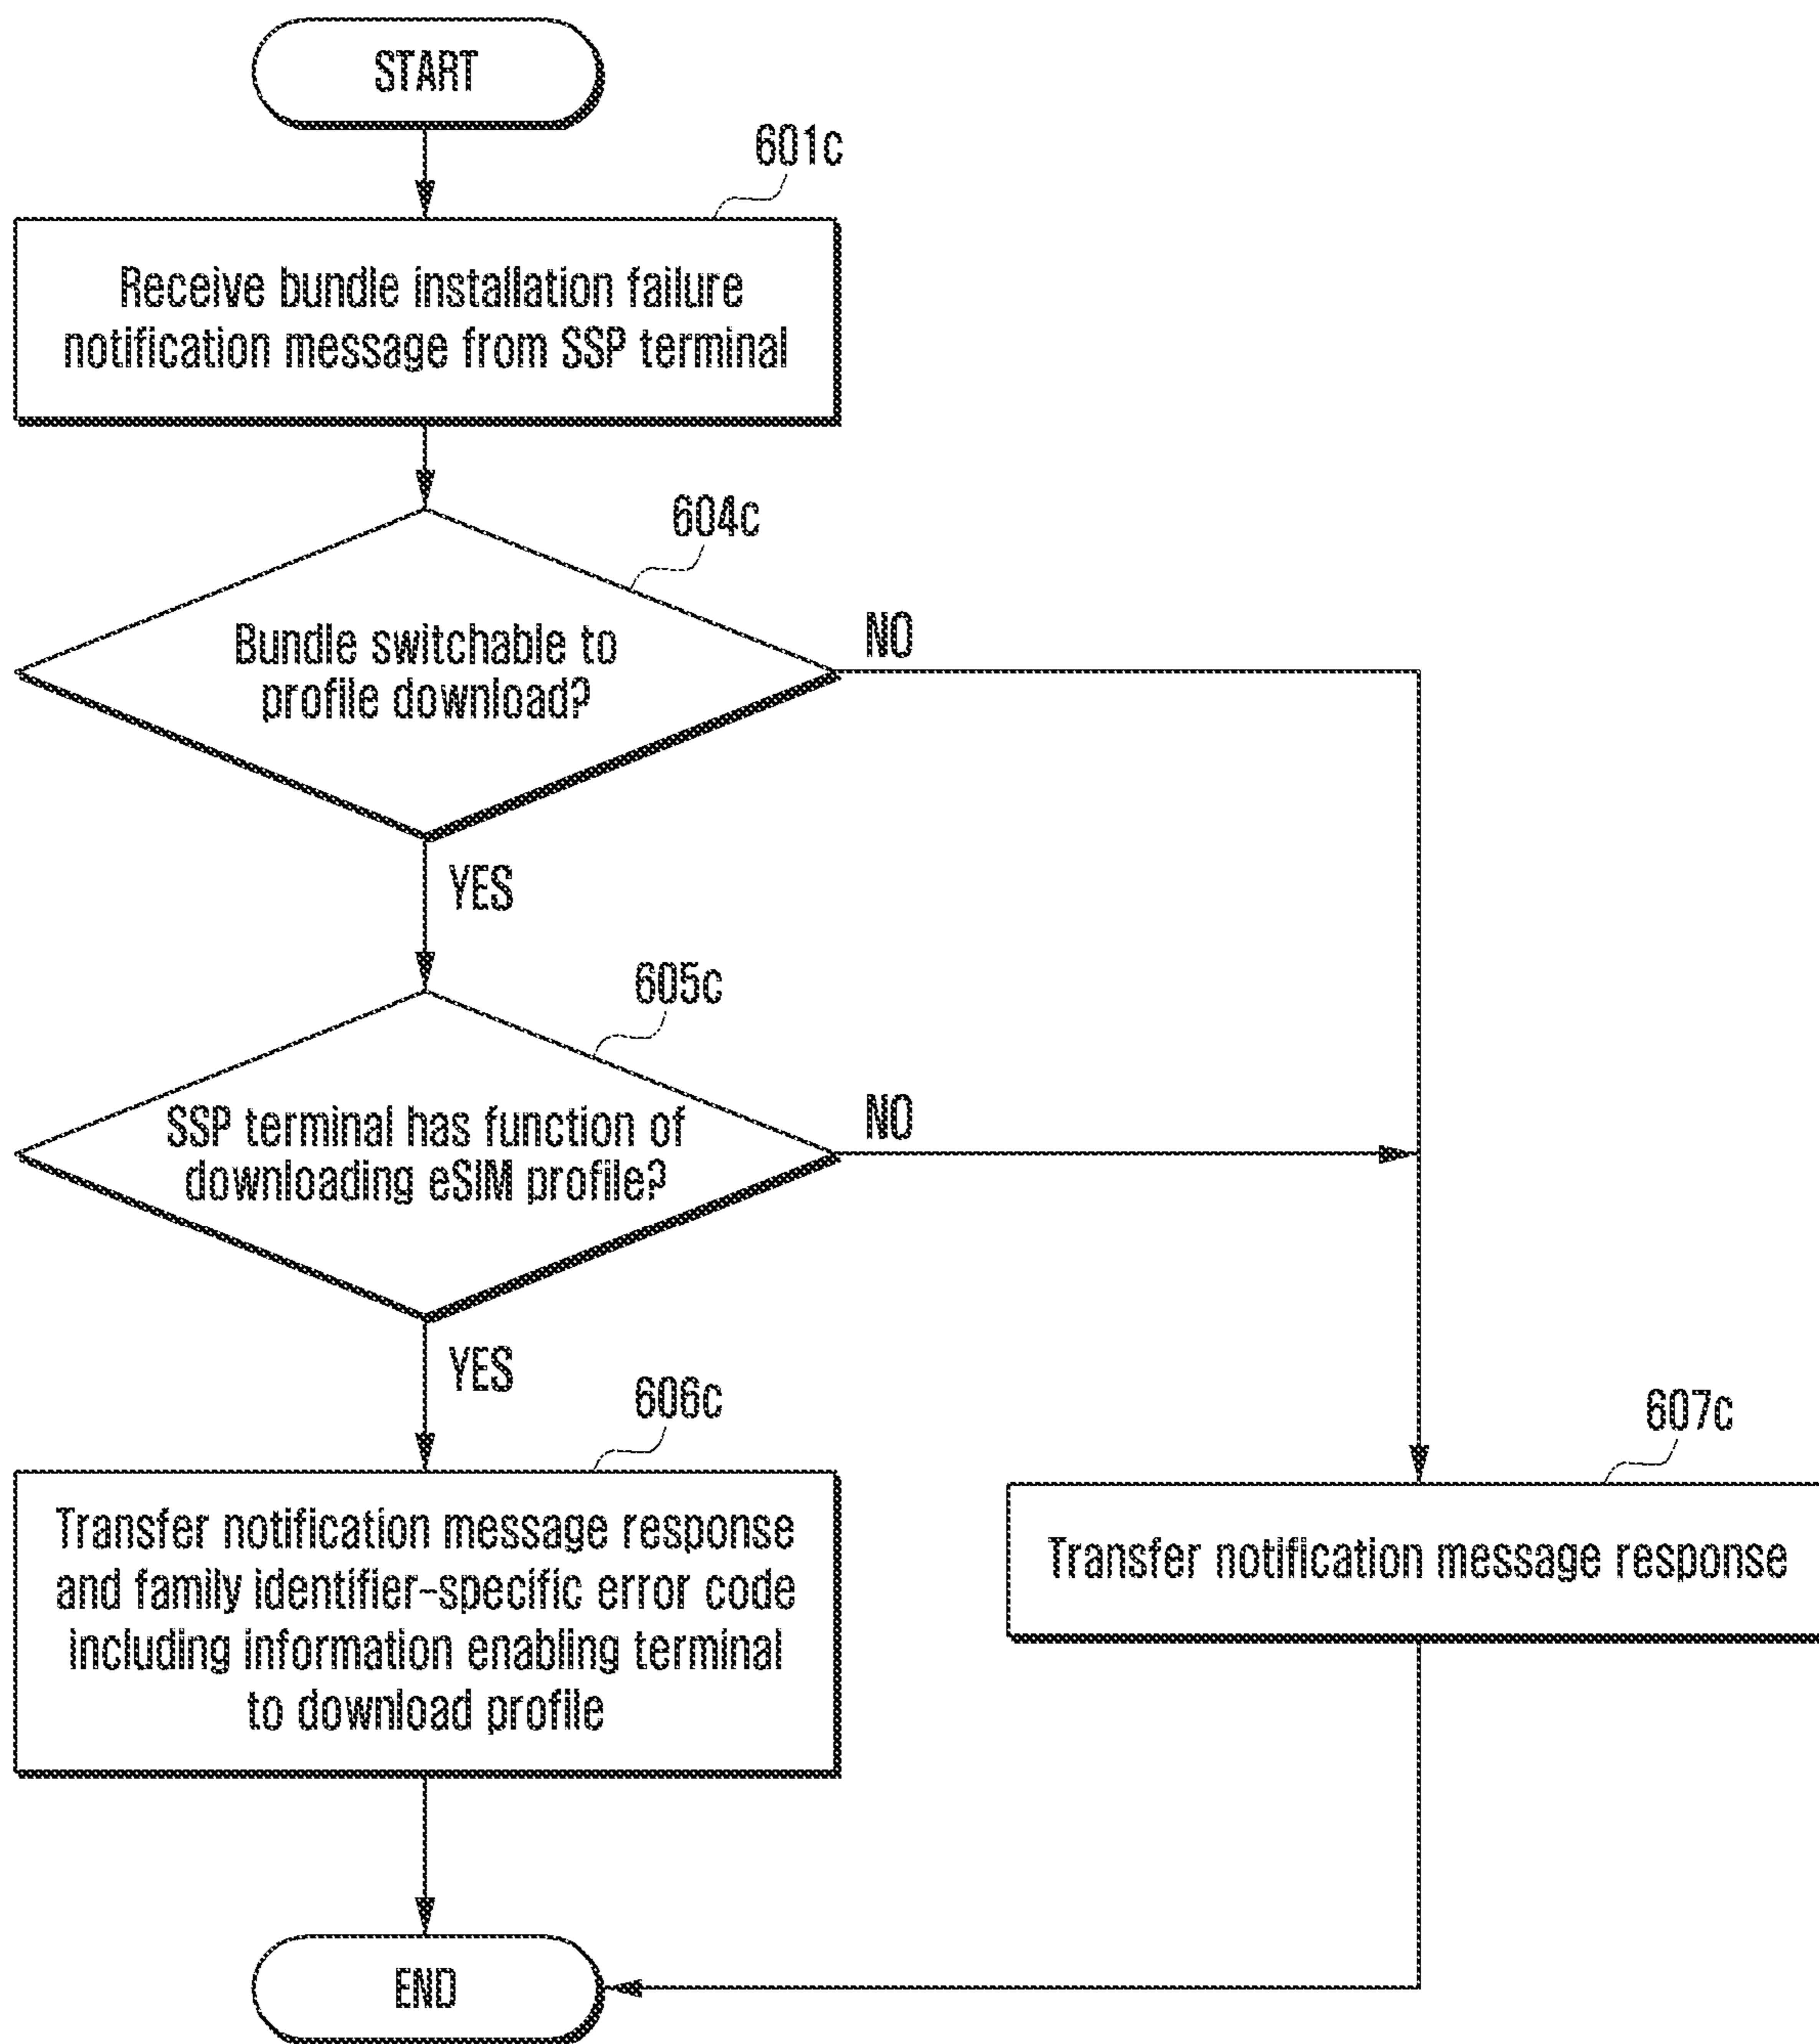 START
601c
Receive bundle installation failure
notification message from SSP terminal
604c
Bundle switchable to
profile download?
NO
YES
605c
SSP terminal has function of
downloading eSIM profile?
NO
YES
606c
607c
Transfer notification message response
and family identifier-specific error code
including information enabling terminal
to download profile
Transfer notification message response
END